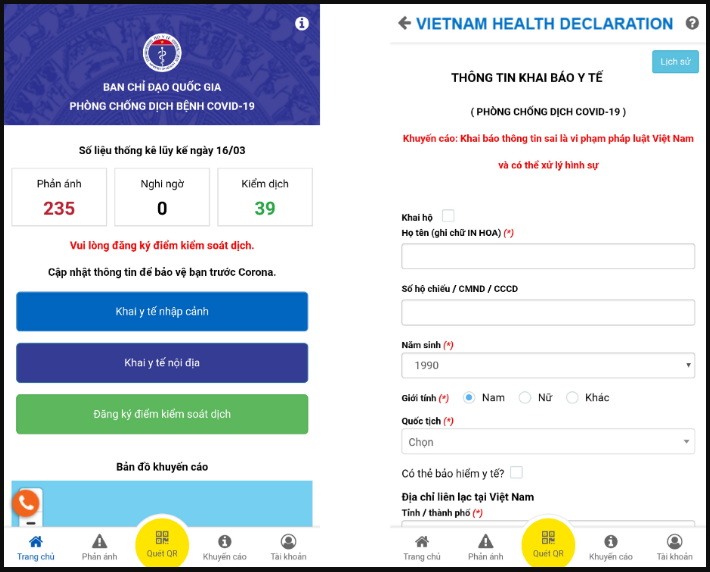 BAN CHỈ ĐẠO QUỐC GIA
PHÒNG CHỐNG DỊCH BỆNH COVID-19
Số liệu thống kê lũy kế ngày 16/03
Phản ánh
235
Nghi ngờ
0
Kiểm dịch
39
Vui lòng đăng ký điểm kiểm soát dịch.
Cập nhật thông tin để bảo vệ bạn trước Corona.
Khai y tế nhập cảnh
Khai y tế nội địa
Đăng ký điểm kiểm soát dịch
Bản đồ khuyến cáo
Trang chủ
Phản ánh
Quét QR
Khuyến cáo
Tài khoản
VIETNAM HEALTH DECLARATION
Lịch sử
THÔNG TIN KHAI BÁO Y TẾ
( PHÒNG CHỐNG DỊCH COVID-19 )
Khuyến cáo: Khai báo thông tin sai là vi phạm pháp luật Việt Nam
và có thể xử lý hình sự
Khai hộ
Họ tên (ghi chữ IN HOA) (*)
Số hộ chiếu / CMND / CCCD
Năm sinh (*)
1990
Giới tính (*) Nam Nữ Khác
Quốc tịch (*)
Chọn
Có thẻ bảo hiểm y tế?
Địa chỉ liên lạc tại Việt Nam
Tỉnh / thành phố (*)
Trang chủ
Phản ánh
Quét QR
Khuyến cáo
Tài khoản